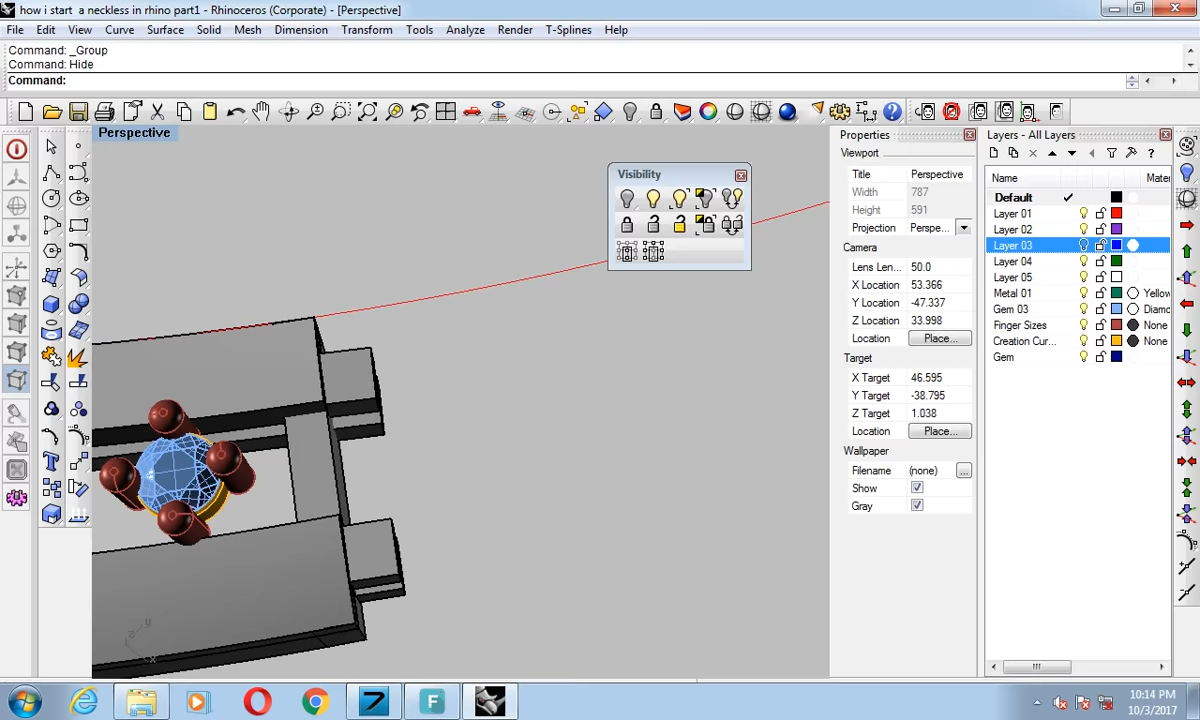 how i start  a neckless in rhino part1 - Rhinoceros (Corporate) - [Perspective]
File Edit View Curve Surface Solid Mesh Dimension Transform Tools Analyze Render T-Splines Help
Command: _Group
Command: Hide
Command:
Perspective
Visibility
Properties
Viewport
Title Perspective
Width 787
Height 591
Projection Perspe...
Camera
Lens Len... 50.0
X Location 53.366
Y Location -47.337
Z Location 33.998
Location Place...
Target
X Target 46.595
Y Target -38.795
Z Target 1.038
Location Place...
Wallpaper
Filename (none) ...
Show
Gray
Layers - All Layers
Name Mater
Default
Layer 01
Layer 02
Layer 03
Layer 04
Layer 05
Metal 01 Yellow
Gem 03 Diamo
Finger Sizes None
Creation Cur... None
Gem
z y
x
10:14 PM
10/3/2017